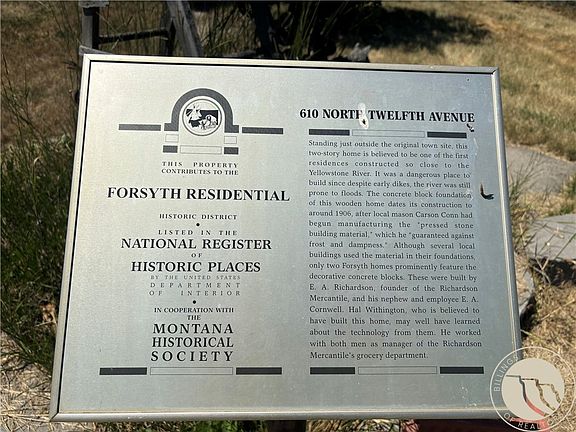 THIS PROPERTY
CONTRIBUTES TO THE
FORSYTH RESIDENTIAL
HISTORIC DISTRICT
•
LISTED IN THE
NATIONAL REGISTER
OF
HISTORIC PLACES
BY THE UNITED STATES
DEPARTMENT
OF INTERIOR
•
IN COOPERATION WITH
THE
MONTANA
HISTORICAL
SOCIETY
610 NORTH TWELFTH AVENUE
Standing just outside the original town site, this
two-story home is believed to be one of the first
residences constructed so close to the
Yellowstone River. It was a dangerous place to
build since despite early dikes, the river was still
prone to floods. The concrete block foundation
of this wooden home dates its construction to
around 1906, after local mason Carson Conn had
begun manufacturing the "pressed stone
building material," which he "guaranteed against
frost and dampness." Although several local
buildings used the material in their foundations,
only two Forsyth homes prominently feature the
decorative concrete blocks. These were built by
E. A. Richardson, founder of the Richardson
Mercantile, and his nephew and employee E. A.
Cornwell. Hal Withington, who is believed to
have built this home, may well have learned
about the technology from them. He worked
with both men as manager of the Richardson
Mercantile's grocery department.
BILLINGS
OF REALTORS